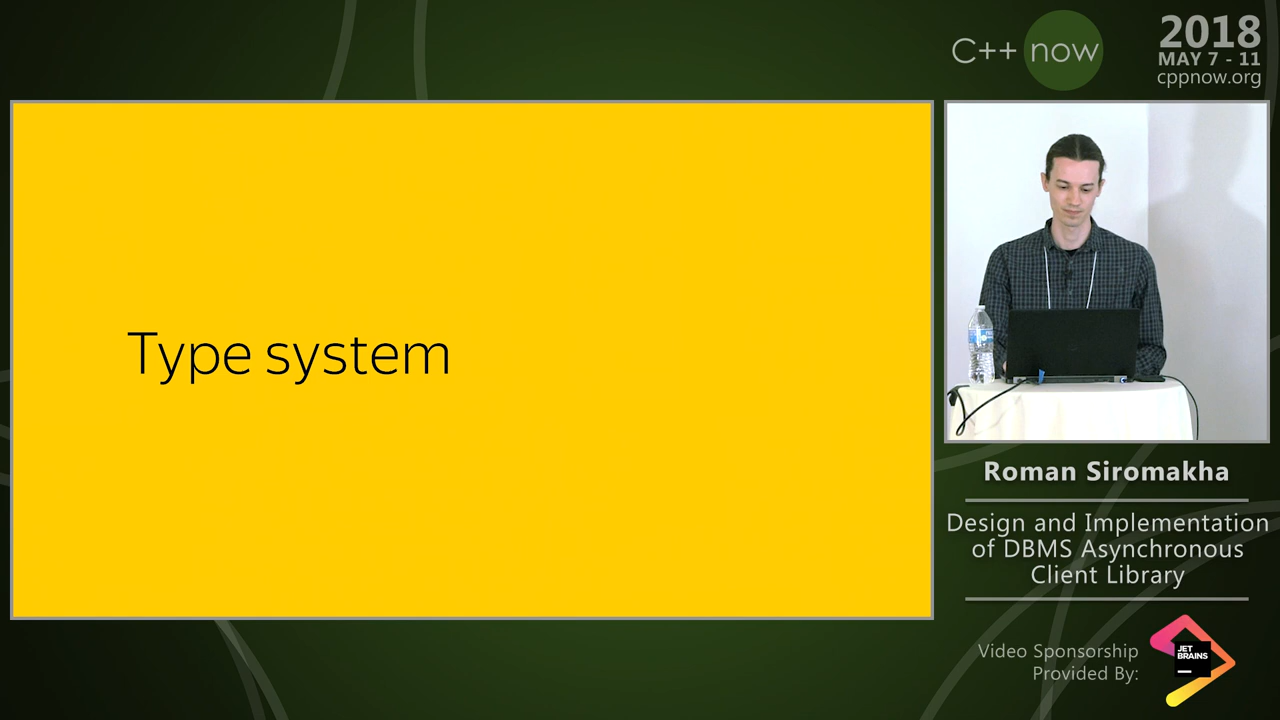 C++ now
2018
MAY 7 - 11
cppnow.org
Type system
Roman Siromakha
Design and Implementation
of DBMS Asynchronous
Client Library
Video Sponsorship
Provided By:
JET
BRAINS